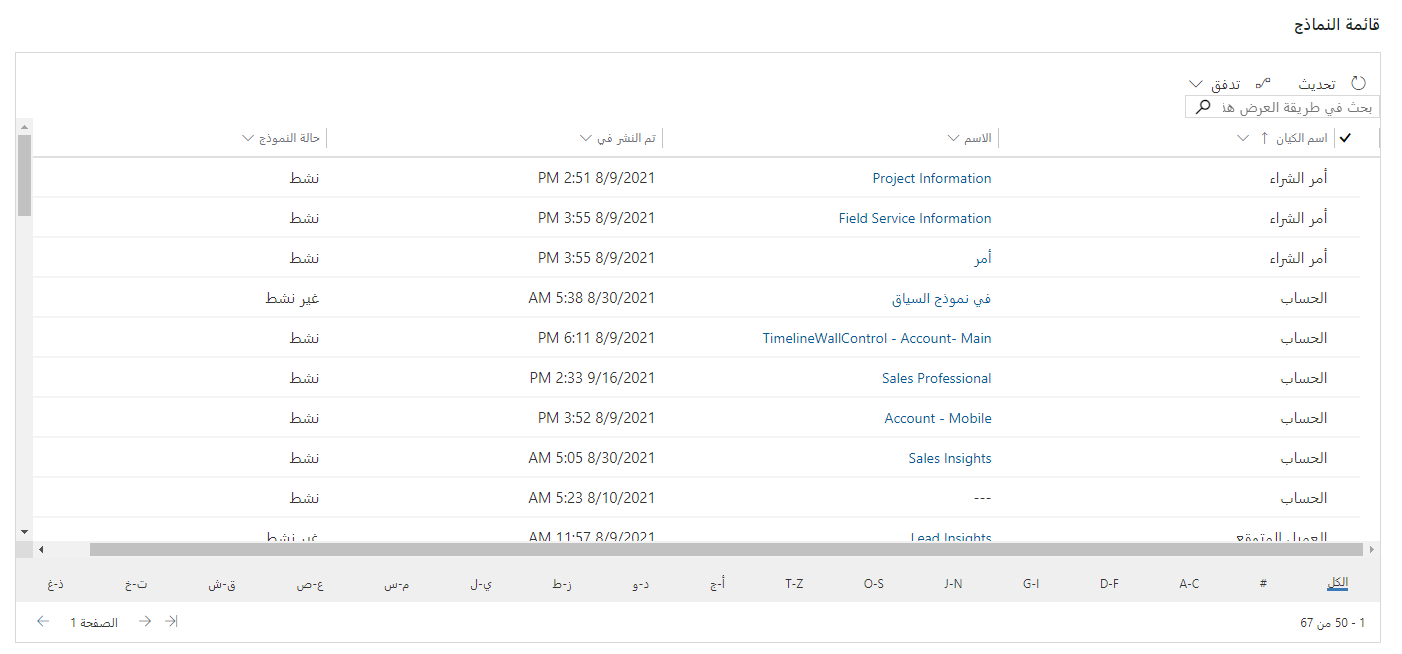 قائمة النماذج
تحديث تدفق
بحث في طريقة العرض هذ
اسم الكيان الاسم تم النشر في حالة النموذج
أمر الشراء Project Information 8/9/2021 2:51 PM نشط
أمر الشراء Field Service Information 8/9/2021 3:55 PM نشط
أمر الشراء أمر 8/9/2021 3:55 PM نشط
الحساب في نموذج السياق 8/30/2021 5:38 AM غير نشط
الحساب TimelineWallControl - Account- Main 8/9/2021 6:11 PM نشط
الحساب Sales Professional 9/16/2021 2:33 PM نشط
الحساب Account - Mobile 8/9/2021 3:52 PM نشط
الحساب Sales Insights 8/30/2021 5:05 AM نشط
الحساب --- 8/10/2021 5:23 AM نشط
العميل المتوقع Lead Insights 8/9/2021 11:57 AM غير نشط
الكل # A-C D-F G-I J-N O-S T-Z أ-ج د-و ز-ط ي-ل م-س ع-ص ق-ش ت-خ ذ-غ
1 - 50 من 67 الصفحة 1